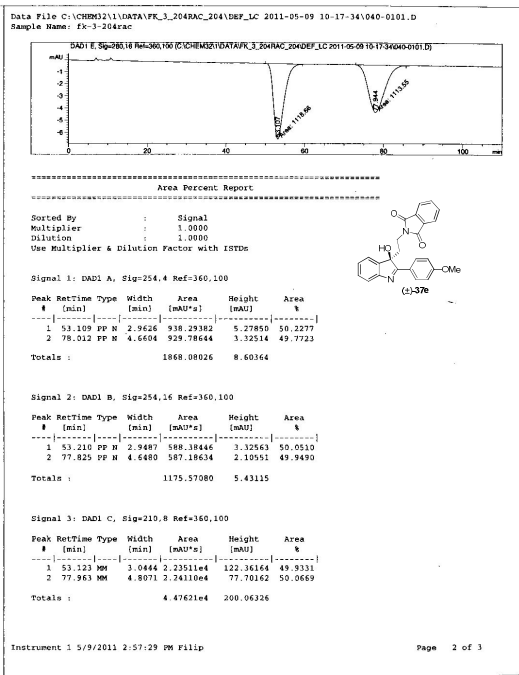 Data File C:\CHEM32\1\DATA\FK_3_204RAC_204\DEF_LC 2011-05-09 10-17-34\040-0101.D
Sample Name: fk-3-204rac
DAD1 E, Sig=280,16 Ref=360,100 (C:\CHEM32\1\DATA\FK_3_204RAC_204\DEF_LC 2011-05-09 10-17-34\040-0101.D)
mAU
-1
-2
-3
-4
-5
-6
Area: 1118.66
77.944
Area: 1113.55
0 20 40 60 80 100 min
Area Percent Report
Sorted By : Signal
Multiplier : 1.0000
Dilution : 1.0000
Use Multiplier & Dilution Factor with ISTDs
O
N
O
HO
OMe
N
(±)-37e
Signal 1: DAD1 A, Sig=254,4 Ref=360,100
Peak RetTime Type Width Area Height Area
# [min] [min] [mAU*s] [mAU] %
1 53.109 PP N 2.9626 938.29382 5.27850 50.2277
2 78.012 PP N 4.6604 929.78644 3.32514 49.7723
Totals : 1868.08026 8.60364
Signal 2: DAD1 B, Sig=254,16 Ref=360,100
Peak RetTime Type Width Area Height Area
# [min] [min] [mAU*s] [mAU] %
1 53.210 PP N 2.9487 588.38446 3.32563 50.0510
2 77.825 PP N 4.6480 587.18634 2.10551 49.9490
Totals : 1175.57080 5.43115
Signal 3: DAD1 C, Sig=210,8 Ref=360,100
Peak RetTime Type Width Area Height Area
# [min] [min] [mAU*s] [mAU] %
1 53.123 MM 3.0444 2.23511e4 122.36164 49.9331
2 77.963 MM 4.8071 2.24110e4 77.70162 50.0669
Totals : 4.47621e4 200.06326
Instrument 1 5/9/2011 2:57:29 PM Filip Page 2 of 3